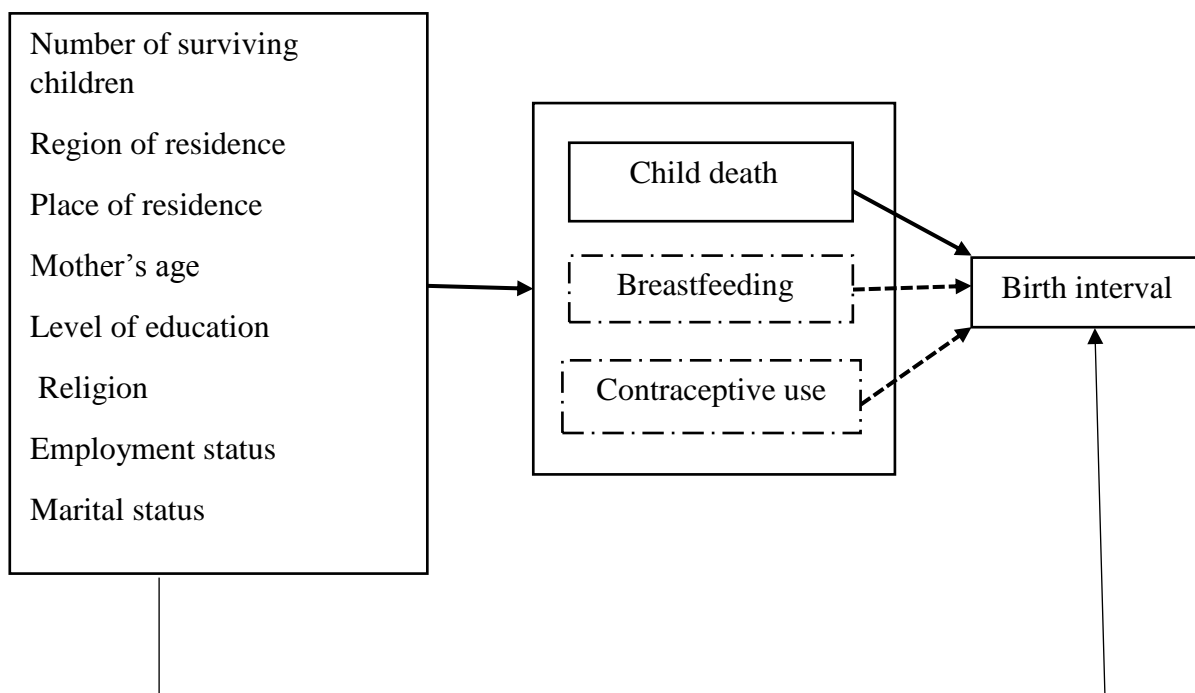 Number of surviving
children
Region of residence
Place of residence
Mother’s age
Level of education
Religion
Employment status
Marital status
Child death
Breastfeeding
Contraceptive use
Birth interval